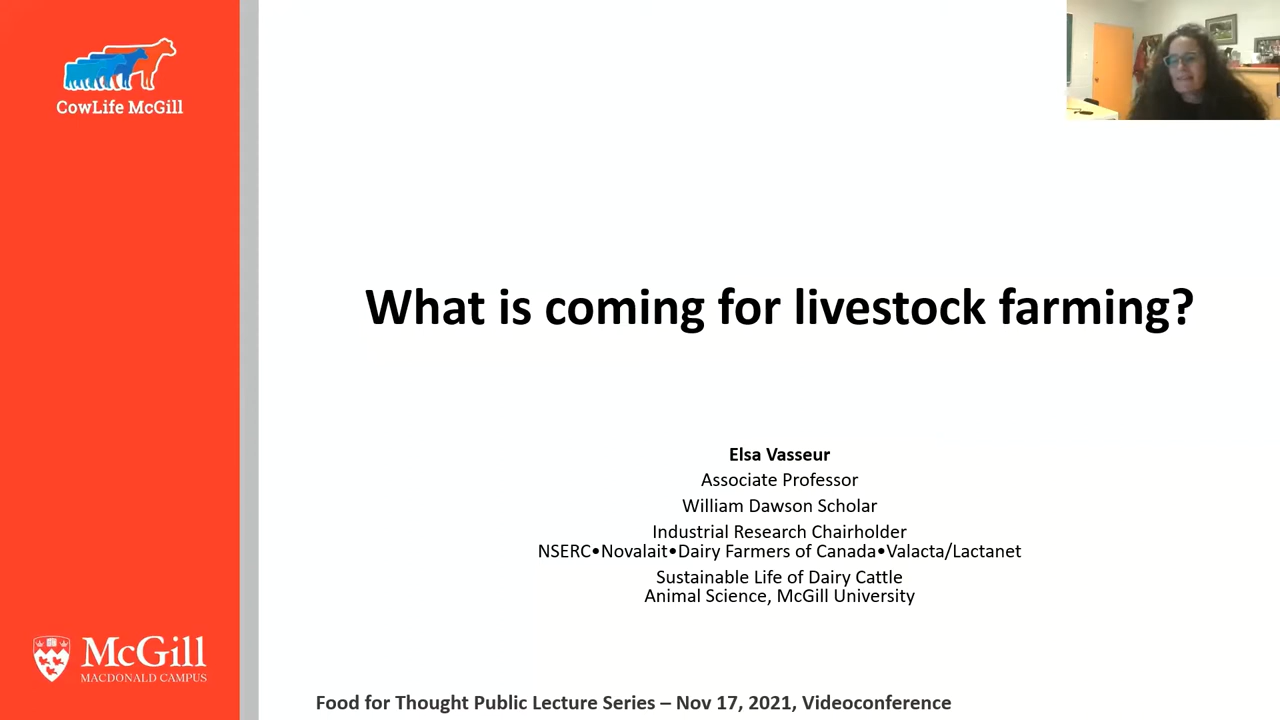 CowLife McGill
What is coming for livestock farming?
Elsa Vasseur
Associate Professor
William Dawson Scholar
Industrial Research Chairholder
NSERC•Novalait•Dairy Farmers of Canada•Valacta/Lactanet
Sustainable Life of Dairy Cattle
Animal Science, McGill University
McGill
MACDONALD CAMPUS
Food for Thought Public Lecture Series – Nov 17, 2021, Videoconference